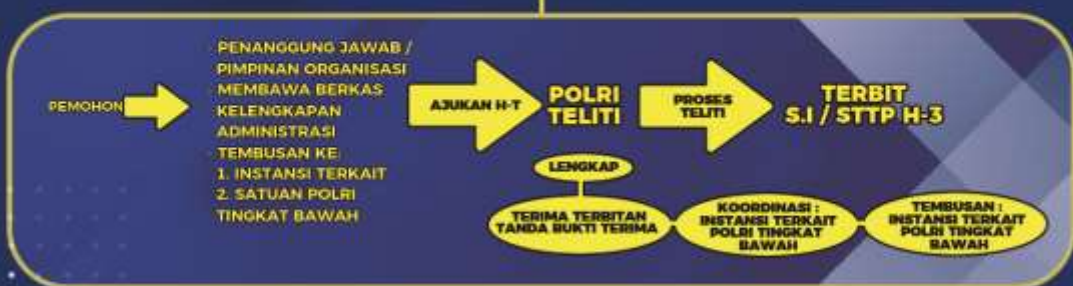 PEMOHON
PENANGGUNG JAWAB /
PIMPINAN ORGANISASI
MEMBAWA BERKAS
KELENGKAPAN
ADMINISTRASI
TEMBUSAN KE:
1. INSTANSI TERKAIT
2. SATUAN POLRI
TINGKAT BAWAH
AJUKAN H-T
POLRI
TELITI
PROSES
TELITI
TERBIT
S.I / STTP H-3
LENGKAP
TERIMA TERBITAN
TANDA BUKTI TERIMA
KOORDINASI :
INSTANSI TERKAIT
POLRI TINGKAT
BAWAH
TEMBUSAN :
INSTANSI TERKAIT
POLRI TINGKAT
BAWAH